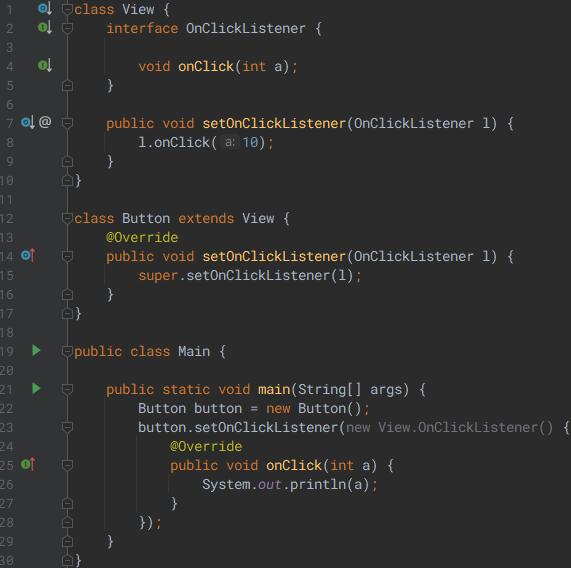 1 class View {
2 interface OnClickListener {
3
4 void onClick(int a);
5 }
6
7 @ public void setOnClickListener(OnClickListener l) {
8 l.onClick( a: 10);
9 }
10 }
11
12 class Button extends View {
13 @Override
14 public void setOnClickListener(OnClickListener l) {
15 super.setOnClickListener(l);
16 }
17 }
18
19 public class Main {
20
21 public static void main(String[] args) {
22 Button button = new Button();
23 button.setOnClickListener(new View.OnClickListener() {
24 @Override
25 public void onClick(int a) {
26 System.out.println(a);
27 }
28 });
29 }
30 }